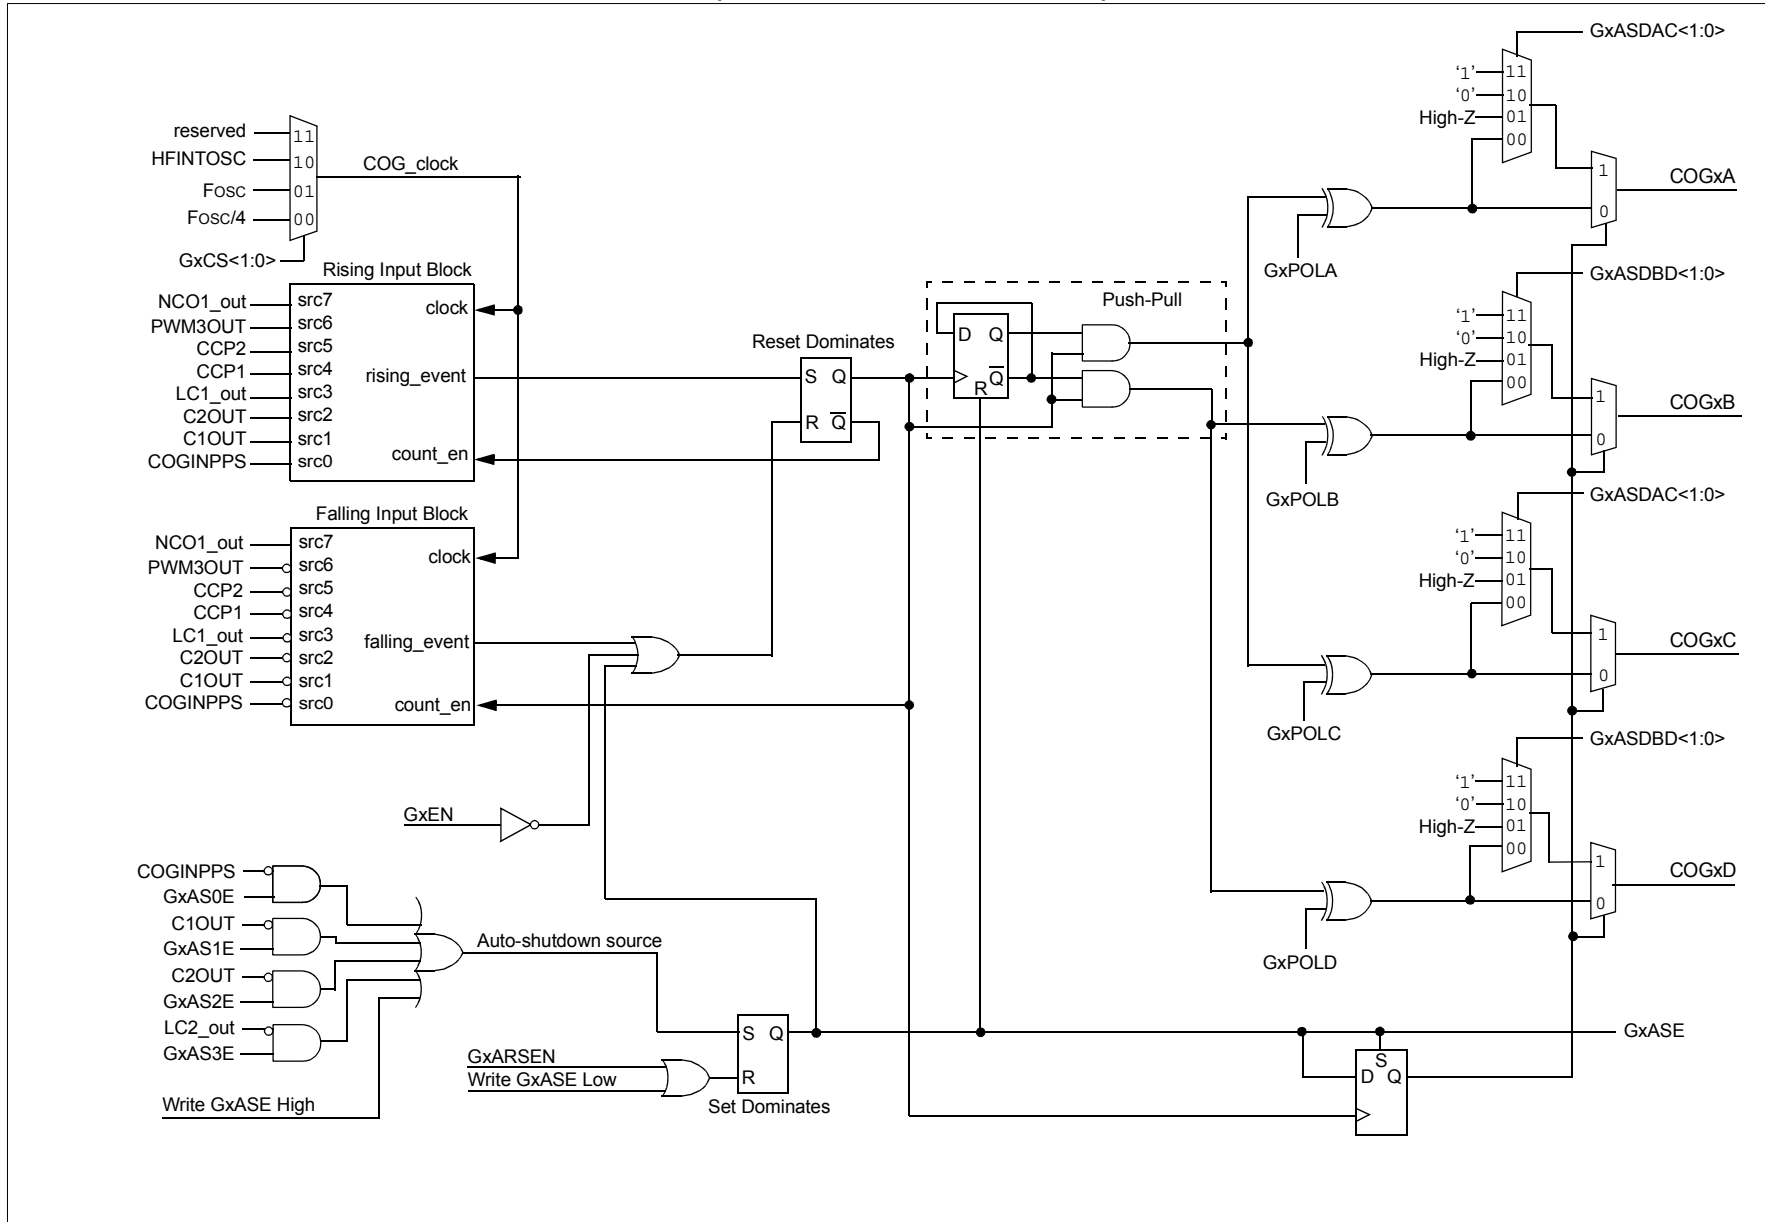 GxASDAC<1:0>
'1' 11
'0' 10
High-Z 01
00
1
0
COGxA
GxPOLA
reserved 11
HFINTOSC 10
FOSC 01
FOSC/4 00
GxCS<1:0>
COG_clock
Rising Input Block
NCO1_out src7
PWM3OUT src6
CCP2 src5
CCP1 src4
LC1_out src3
C2OUT src2
C1OUT src1
COGINPPS src0
clock
rising_event
count_en
Reset Dominates
S Q
R Q
Push-Pull
D Q
Q
R
GxASDBD<1:0>
'1' 11
'0' 10
High-Z 01
00
1
0
COGxB
GxPOLB
Falling Input Block
NCO1_out src7
PWM3OUT src6
CCP2 src5
CCP1 src4
LC1_out src3
C2OUT src2
C1OUT src1
COGINPPS src0
clock
falling_event
count_en
GxASDAC<1:0>
'1' 11
'0' 10
High-Z 01
00
1
0
COGxC
GxPOLC
GxEN
GxASDBD<1:0>
'1' 11
'0' 10
High-Z 01
00
1
0
COGxD
GxPOLD
COGINPPS
GxAS0E
C1OUT
GxAS1E
C2OUT
GxAS2E
LC2_out
GxAS3E
Write GxASE High
Auto-shutdown source
GxARSEN
Write GxASE Low
S Q
R
Set Dominates
GxASE
S
D Q